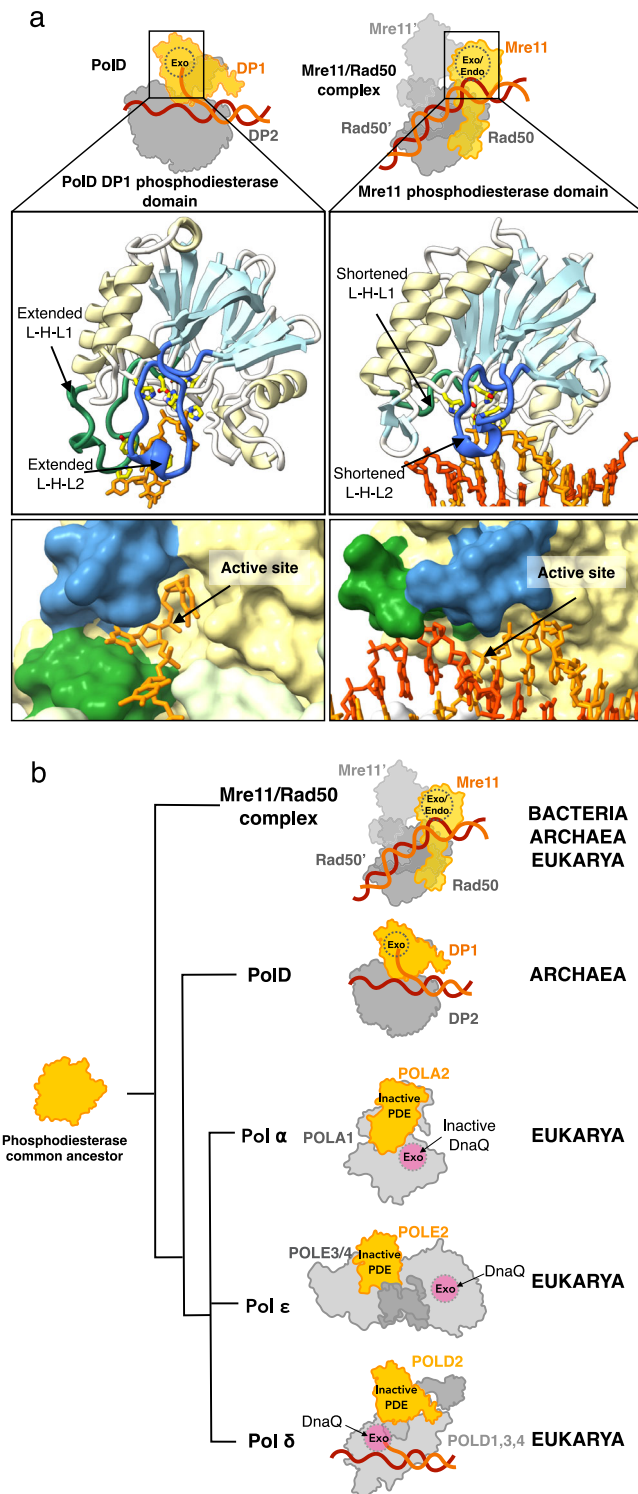 a
PolD
Exo
DP1
DP2
PolD DP1 phosphodiesterase
domain
Mre11'
Mre11
Exo/
Endo
Mre11/Rad50
complex
Rad50'
Rad50
Mre11 phosphodiesterase domain
Extended
L-H-L1
Extended
L-H-L2
Shortened
L-H-L1
Shortened
L-H-L2
Active site
Active site
b
Mre11/Rad50
complex
Mre11'
Mre11
Exo/
Endo
Rad50'
Rad50
BACTERIA
ARCHAEA
EUKARYA
PolD
Exo
DP1
DP2
ARCHAEA
Phosphodiesterase
common ancestor
Pol α
POLA2
Inactive
PDE
POLA1
Exo
Inactive
DnaQ
EUKARYA
Pol ε
POLE2
POLE3/4
Inactive
PDE
Exo
DnaQ
EUKARYA
Pol δ
POLD2
Inactive
PDE
DnaQ
Exo
POLD1,3,4
EUKARYA